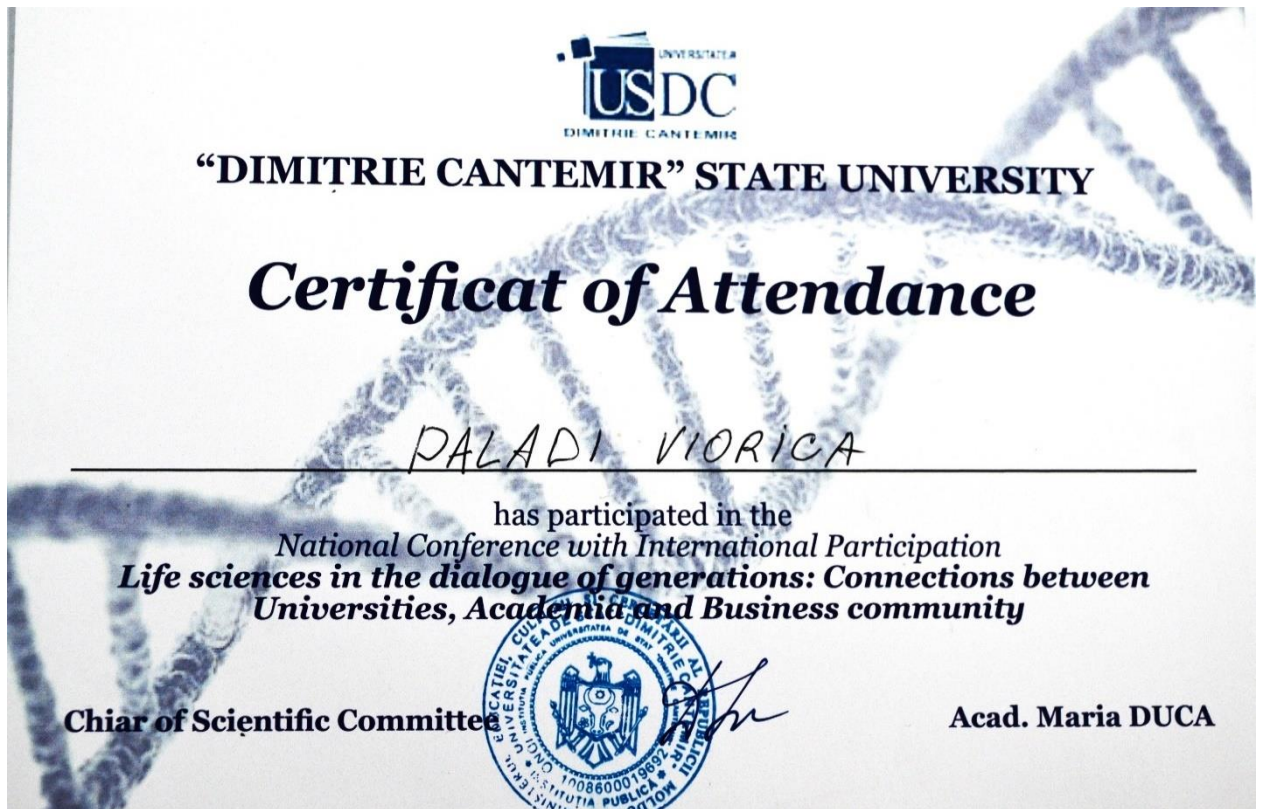 UNIVERSITATEA
USDC
DIMITRIE CANTEMIR
“DIMITRIE CANTEMIR” STATE UNIVERSITY
Certificat of Attendance
PALADI VIORICA
has participated in the
National Conference with International Participation
Life sciences in the dialogue of generations: Connections between
Universities, Academia and Business community
Chiar of Scientific Committee
Acad. Maria DUCA